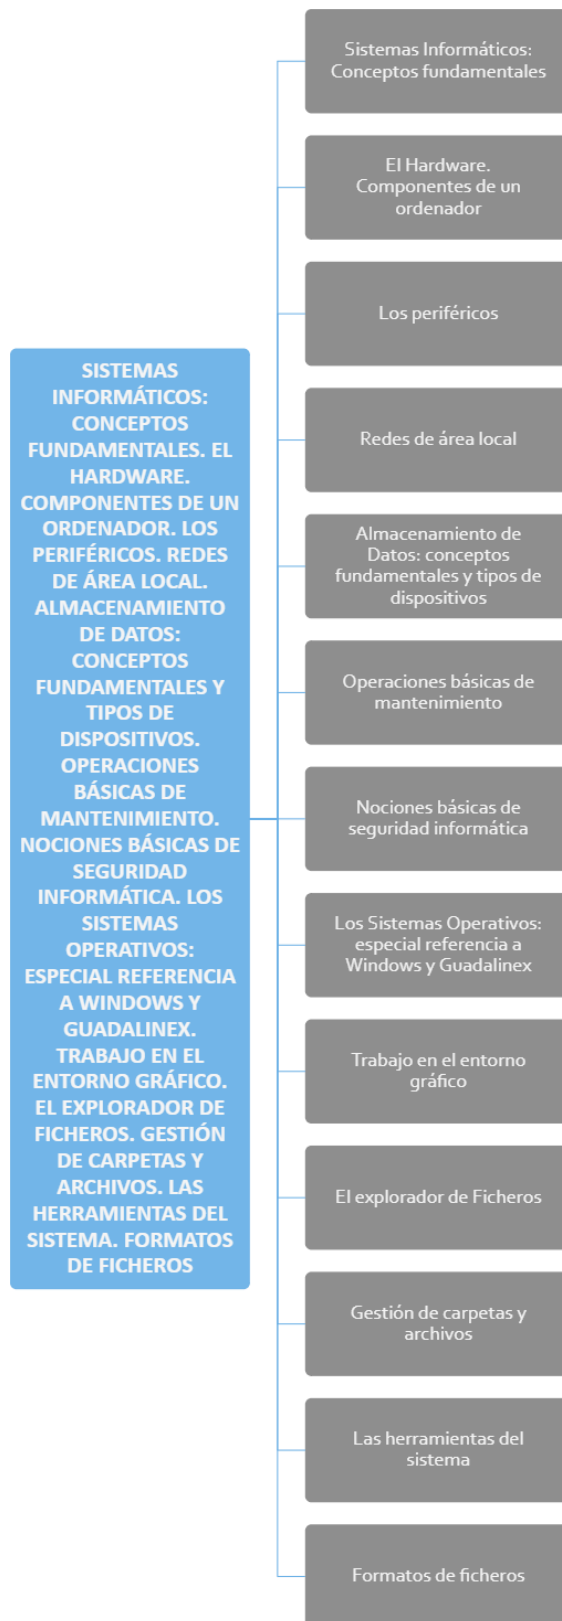 SISTEMAS
INFORMÁTICOS:
CONCEPTOS
FUNDAMENTALES. EL
HARDWARE.
COMPONENTES DE UN
ORDENADOR. LOS
PERIFÉRICOS. REDES
DE ÁREA LOCAL.
ALMACENAMIENTO
DE DATOS:
CONCEPTOS
FUNDAMENTALES Y
TIPOS DE
DISPOSITIVOS.
OPERACIONES
BÁSICAS DE
MANTENIMIENTO.
NOCIONES BÁSICAS DE
SEGURIDAD
INFORMÁTICA. LOS
SISTEMAS
OPERATIVOS:
ESPECIAL REFERENCIA
A WINDOWS Y
GUADALINEX.
TRABAJO EN EL
ENTORNO GRÁFICO.
EL EXPLORADOR DE
FICHEROS. GESTIÓN
DE CARPETAS Y
ARCHIVOS. LAS
HERRAMIENTAS DEL
SISTEMA. FORMATOS
DE FICHEROS
Sistemas Informáticos:
Conceptos fundamentales
El Hardware.
Componentes de un
ordenador
Los periféricos
Redes de área local
Almacenamiento de
Datos: conceptos
fundamentales y tipos de
dispositivos
Operaciones básicas de
mantenimiento
Nociones básicas de
seguridad informática
Los Sistemas Operativos:
especial referencia a
Windows y Guadalinex
Trabajo en el entorno
gráfico
El explorador de Ficheros
Gestión de carpetas y
archivos
Las herramientas del
sistema
Formatos de ficheros